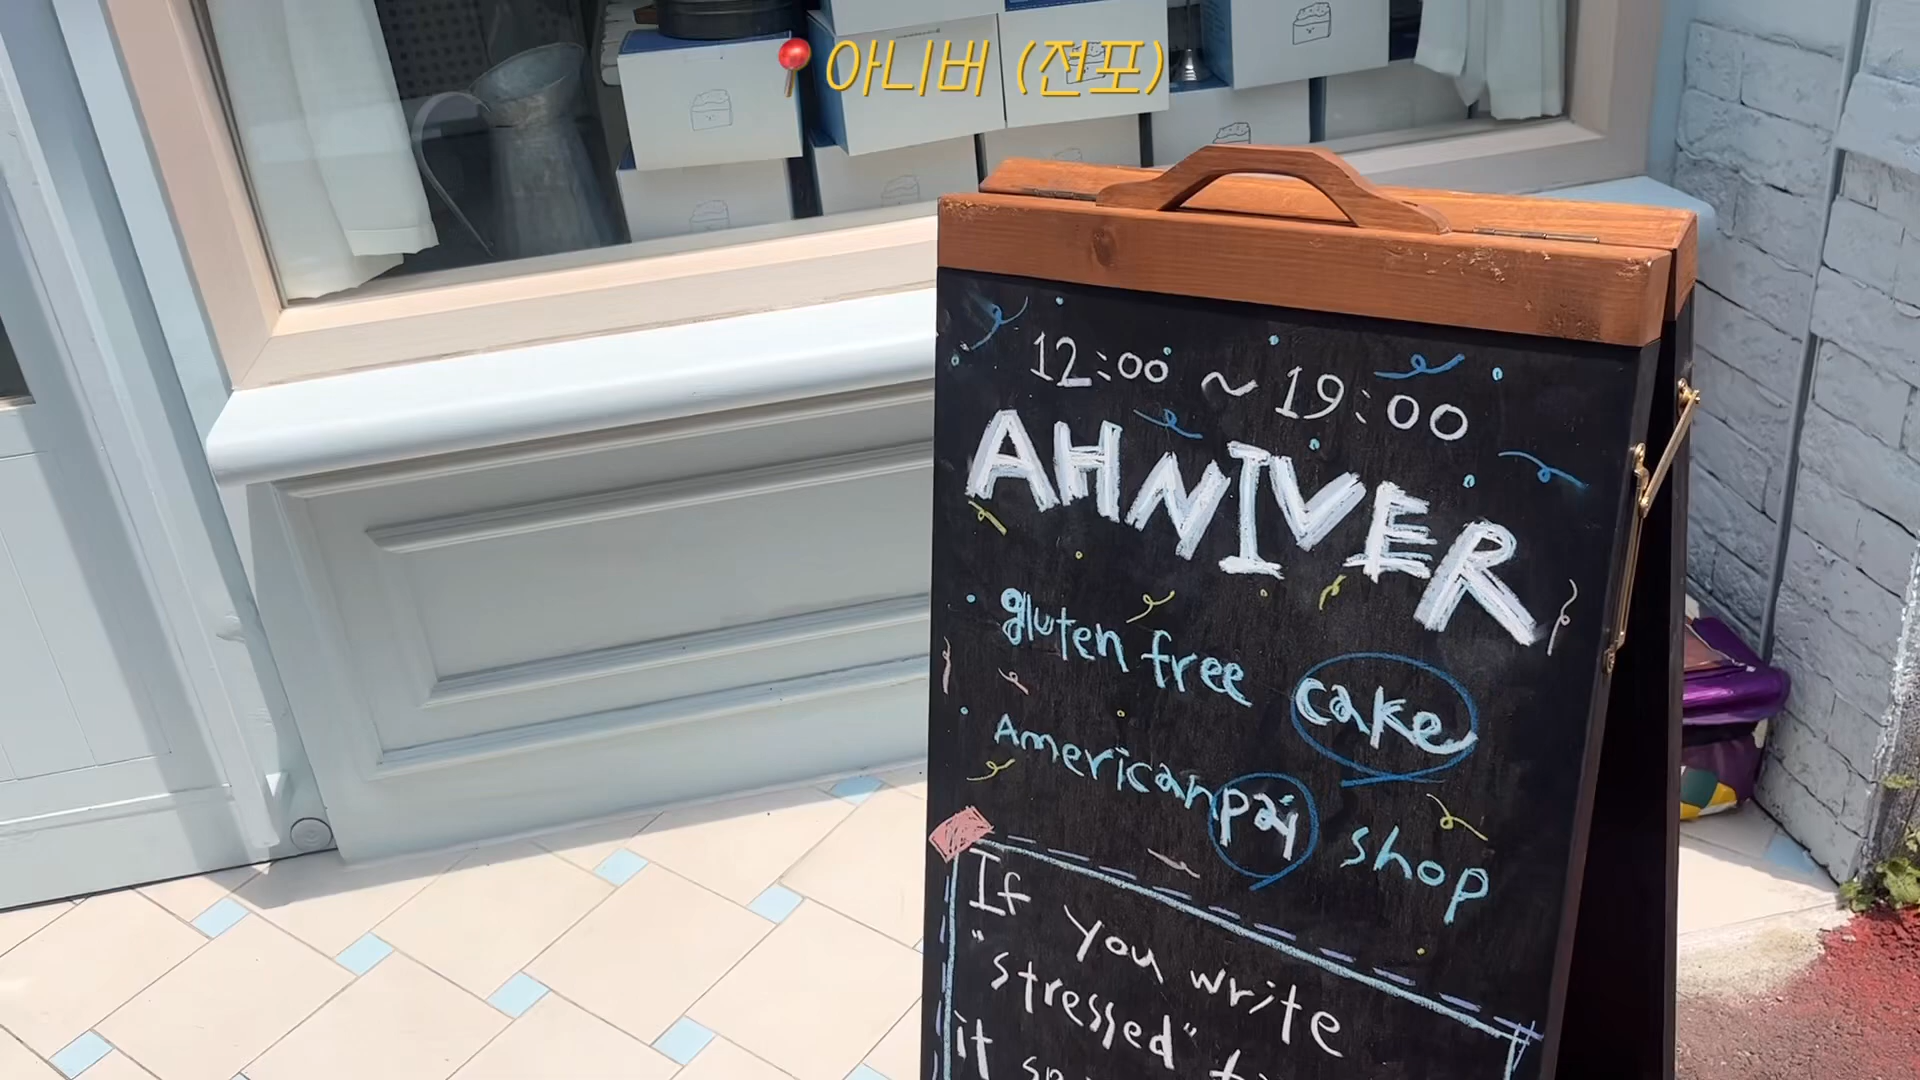 아니버 (전포)
12:00 ~ 19:00
AHNIVER
gluten free cake
American pai shop
If you write
"stressed"
it